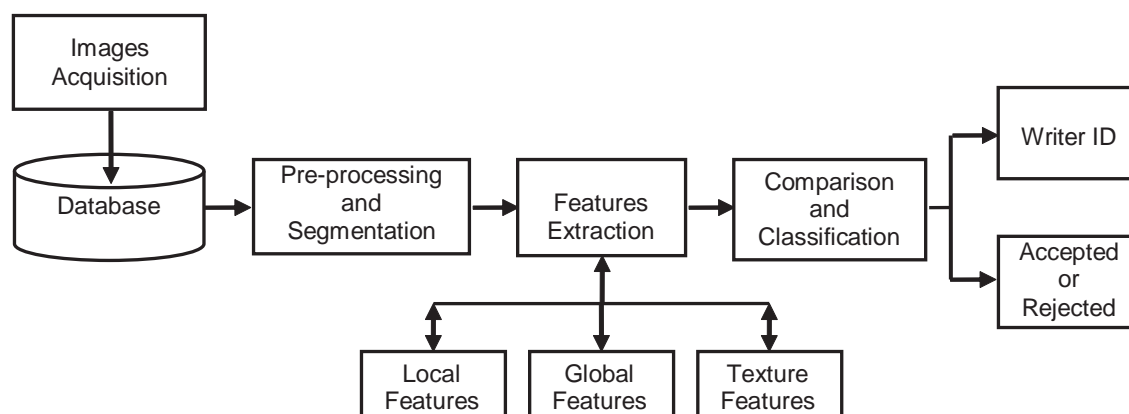 Images
Acquisition
Database
Pre-processing
and
Segmentation
Features
Extraction
Comparison
and
Classification
Writer ID
Accepted
or
Rejected
Local
Features
Global
Features
Texture
Features